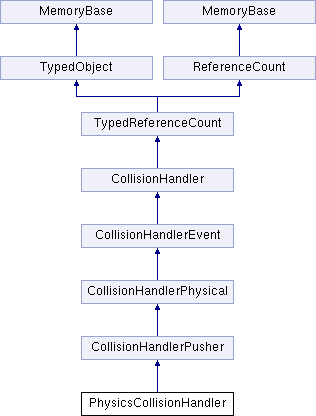 MemoryBase MemoryBase
TypedObject ReferenceCount
TypedReferenceCount
CollisionHandler
CollisionHandlerEvent
CollisionHandlerPhysical
CollisionHandlerPusher
PhysicsCollisionHandler